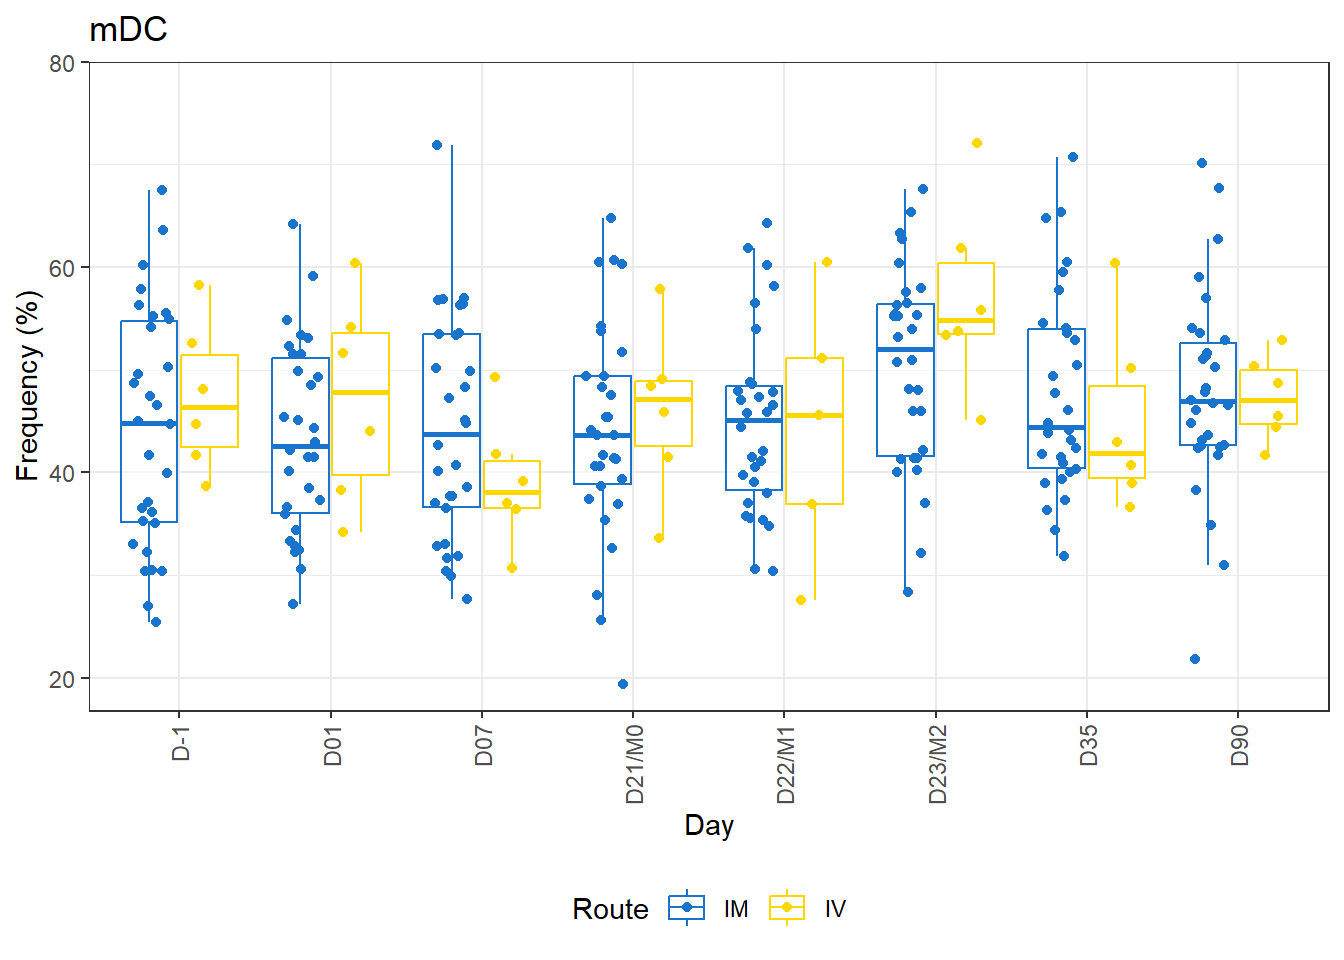 mDC
80
60
40
20
Frequency (%)
D-1
D01
D07
D21/M0
D22/M1
D23/M2
D35
D90
Day
Route IM IV